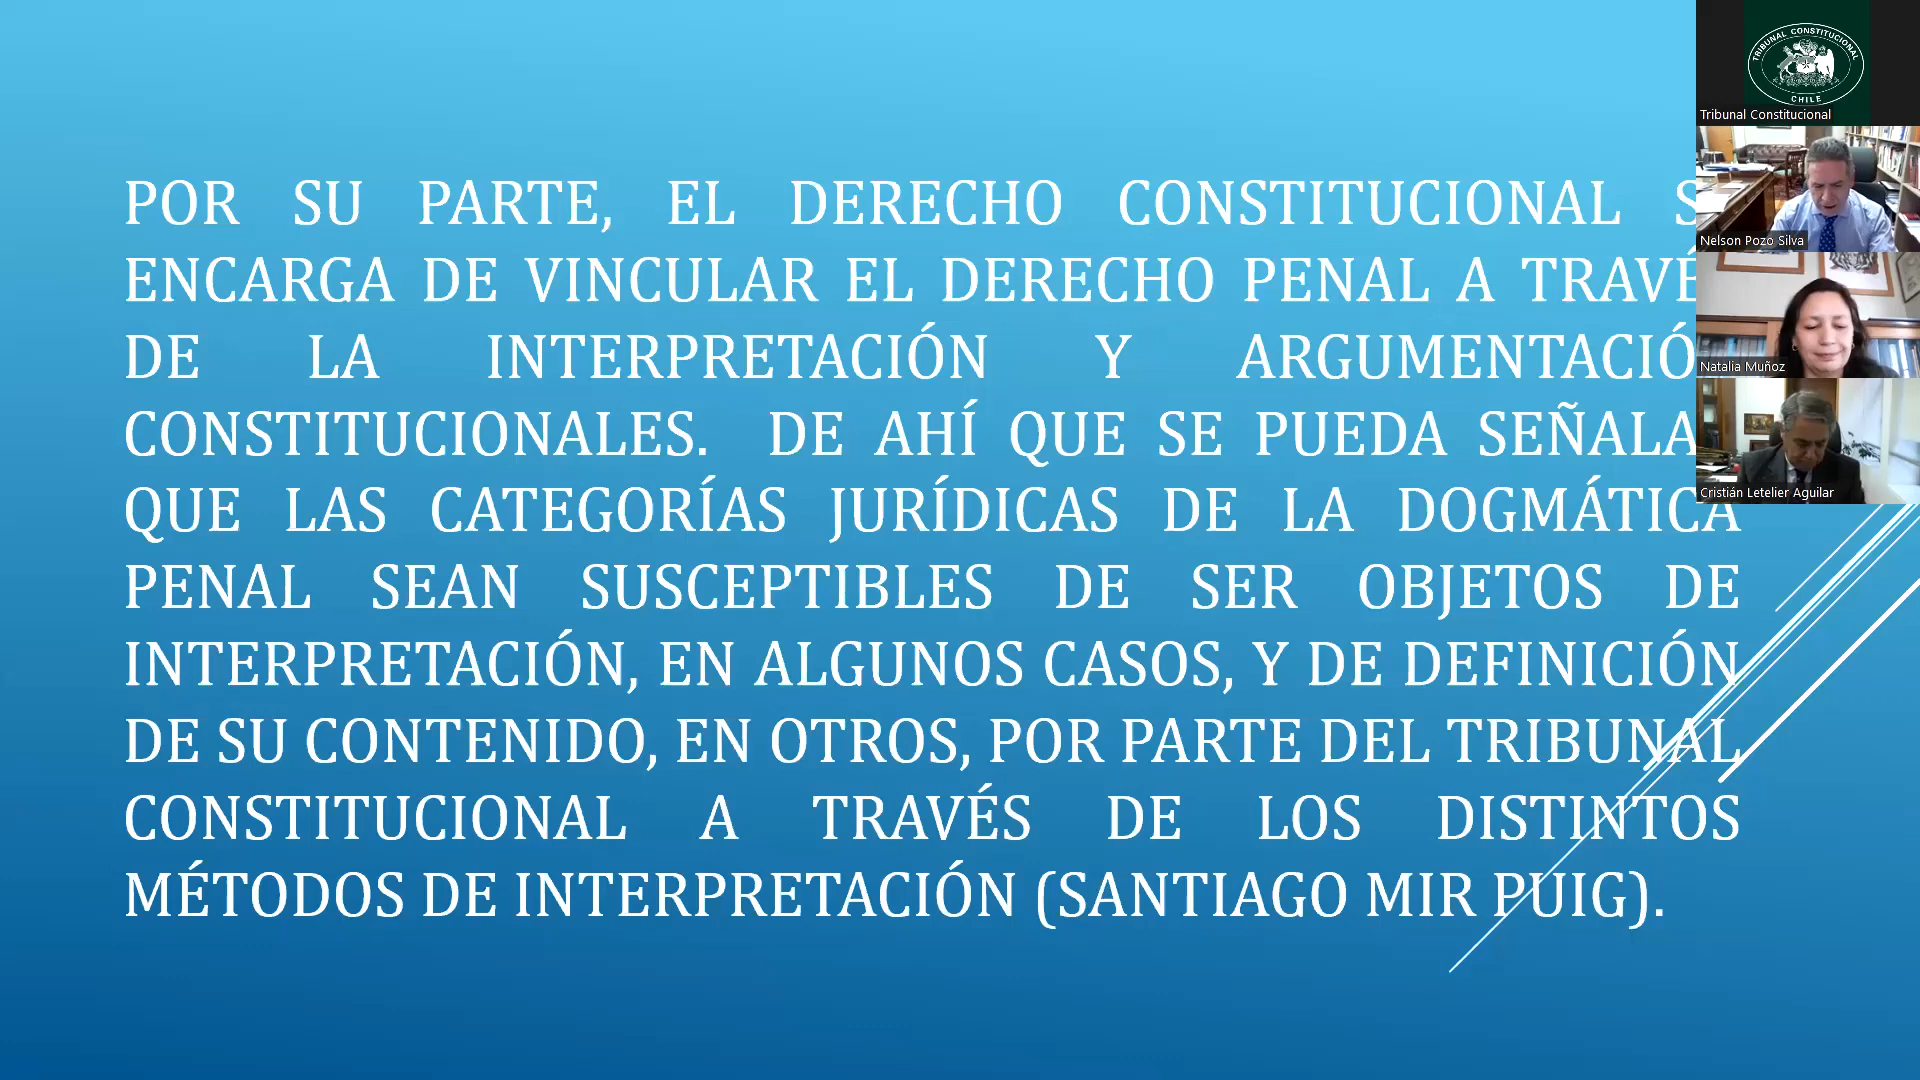 POR SU PARTE, EL DERECHO CONSTITUCIONAL S
ENCARGA DE VINCULAR EL DERECHO PENAL A TRAVÉ
DE LA INTERPRETACIÓN Y ARGUMENTACIÓ
CONSTITUCIONALES. DE AHÍ QUE SE PUEDA SEÑALA
QUE LAS CATEGORÍAS JURÍDICAS DE LA DOGMÁTICA
PENAL SEAN SUSCEPTIBLES DE SER OBJETOS DE
INTERPRETACIÓN, EN ALGUNOS CASOS, Y DE DEFINICIÓN
DE SU CONTENIDO, EN OTROS, POR PARTE DEL TRIBUNAL
CONSTITUCIONAL A TRAVÉS DE LOS DISTINTOS
MÉTODOS DE INTERPRETACIÓN (SANTIAGO MIR PUIG).
TRIBUNAL CONSTITUCIONAL
CHILE
Tribunal Constitucional
Nelson Pozo Silva
Natalia Muñoz
Cristián Letelier Aguilar